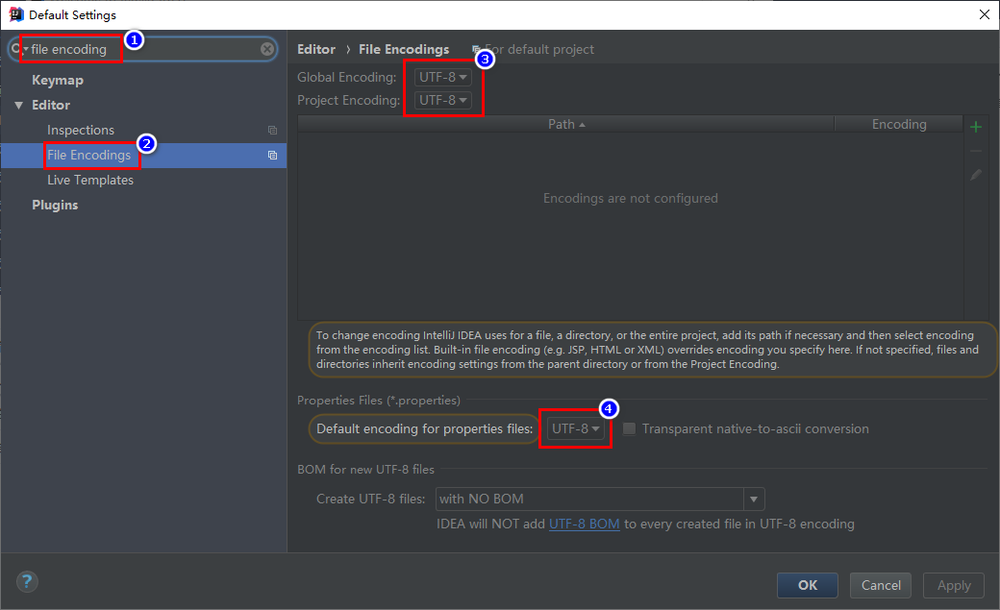 Default Settings
file encoding
1
Keymap
Editor
Inspections
File Encodings
2
Live Templates
Plugins
Editor › File Encodings
For default project
3
Global Encoding: UTF-8
Project Encoding: UTF-8
Path
Encoding
Encodings are not configured
To change encoding IntelliJ IDEA uses for a file, a directory, or the entire project, add its path if necessary and then select encoding
from the encoding list. Built-in file encoding (e.g. JSP, HTML or XML) overrides encoding you specify here. If not specified, files and
directories inherit encoding settings from the parent directory or from the Project Encoding.
Properties Files (*.properties)
4
Default encoding for properties files: UTF-8
Transparent native-to-ascii conversion
BOM for new UTF-8 files
Create UTF-8 files: with NO BOM
IDEA will NOT add UTF-8 BOM to every created file in UTF-8 encoding
?
OK
Cancel
Apply